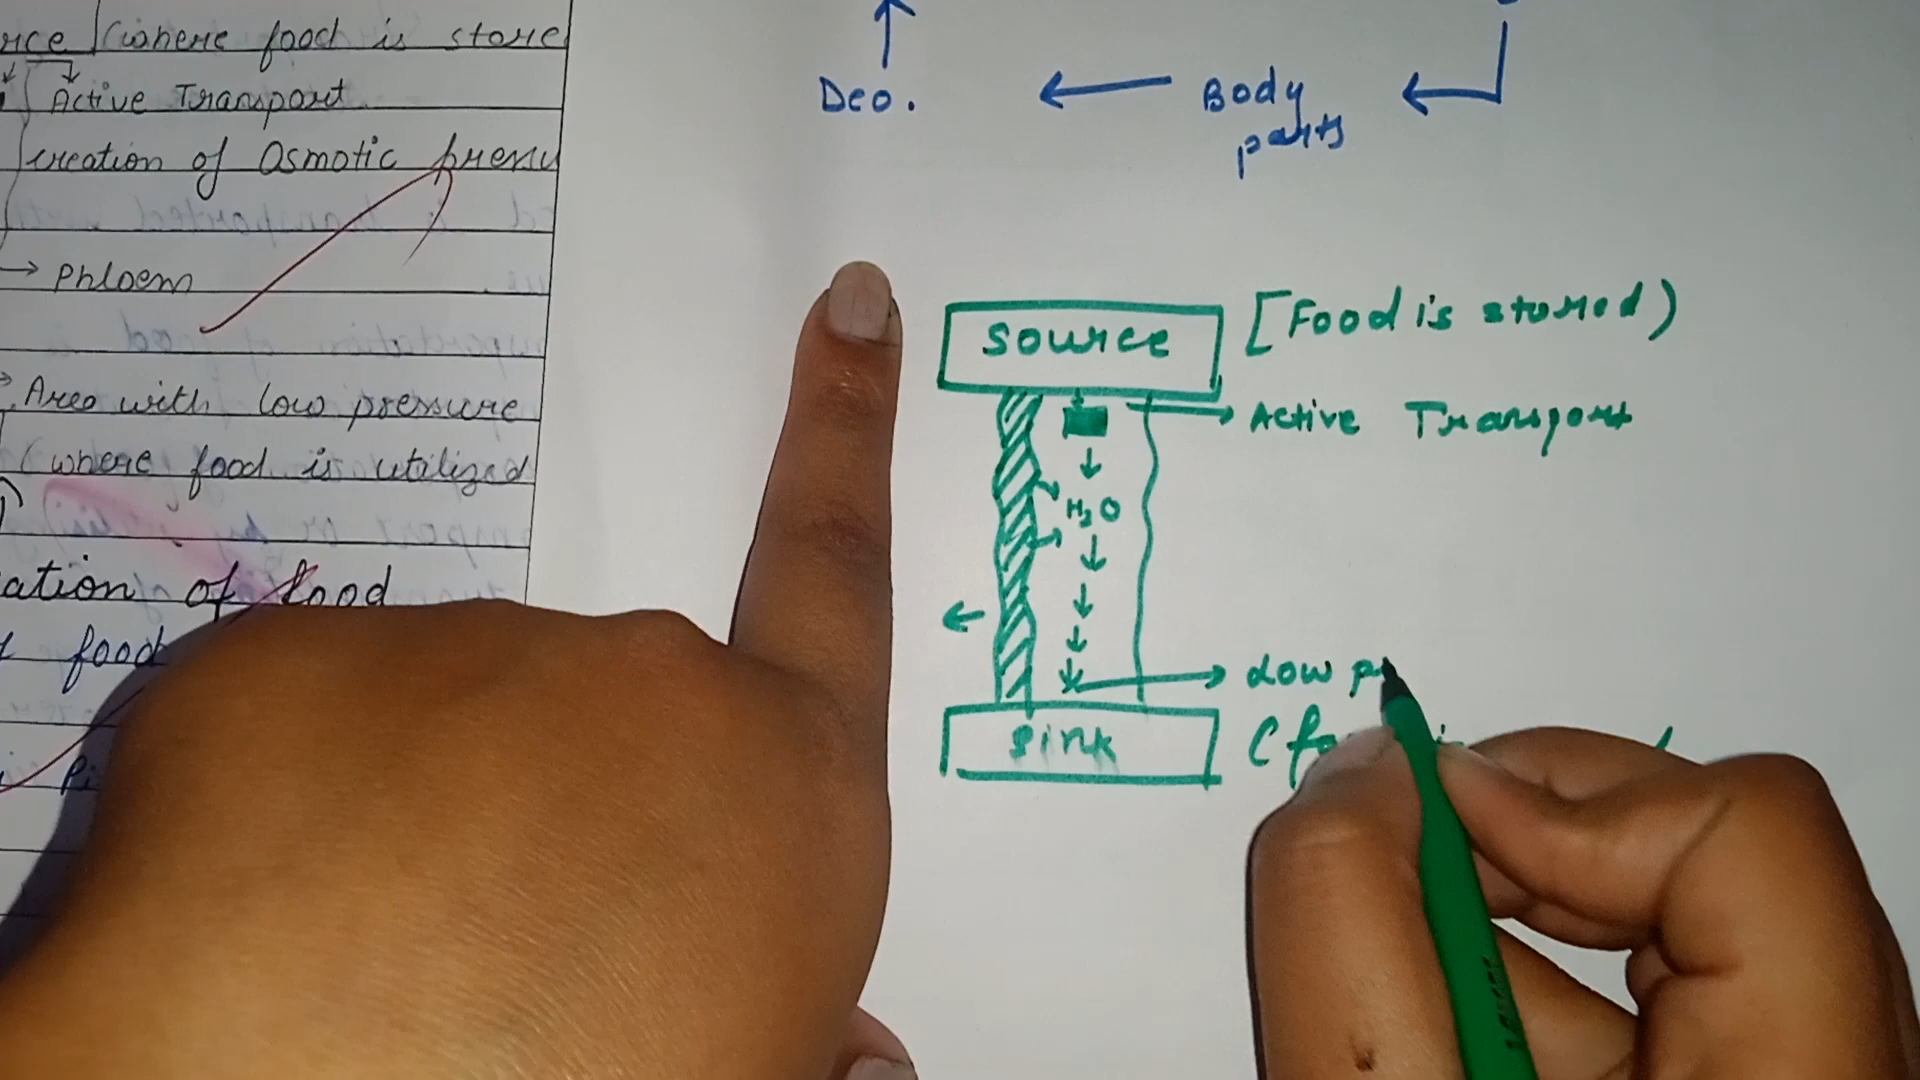 (where food is store
Active Transport
creation of Osmotic
→ Phloem
Area with low pressure
(where food is utilized
of food
food
Deo. ← Body
parts
Source [Food is stored)
Active Transport
H2O
Low
Sink